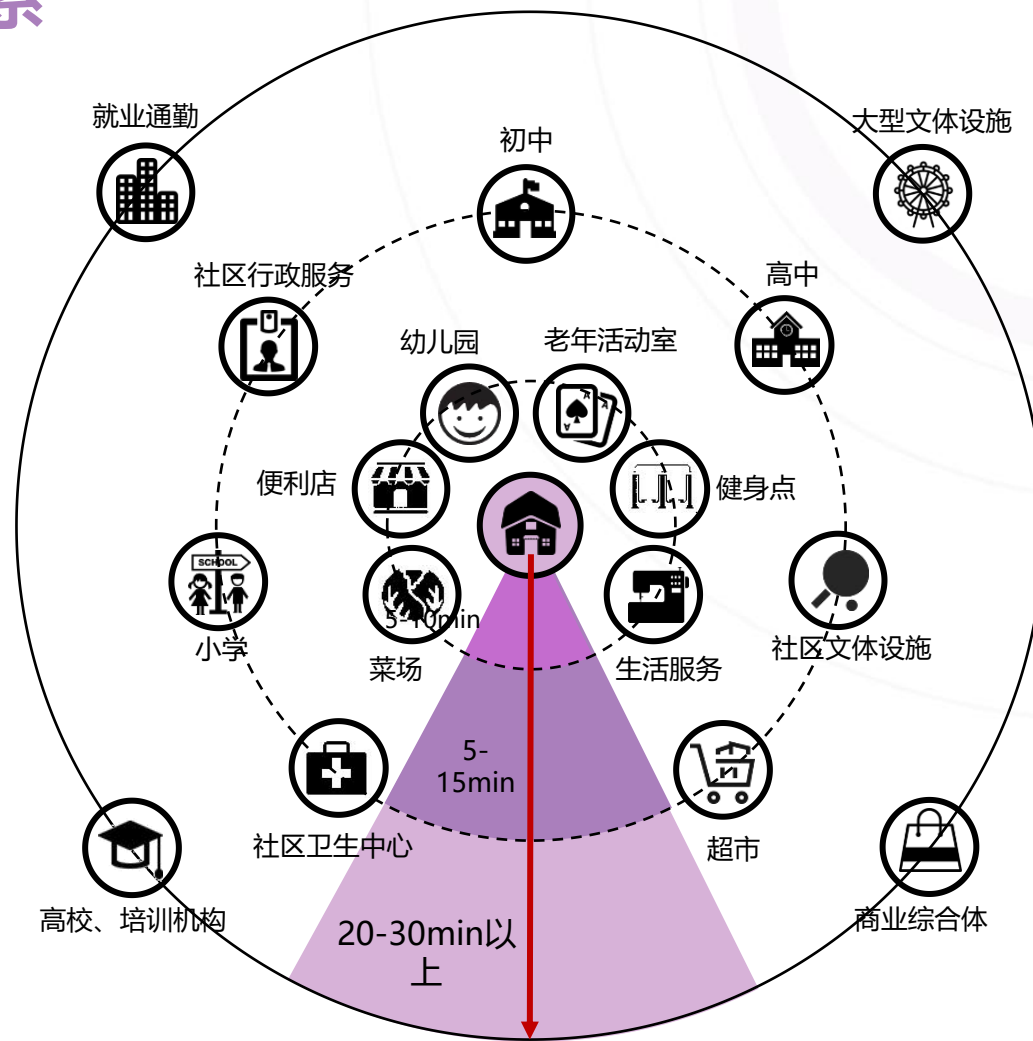 系
就业通勤
大型文体设施
初中
社区行政服务
高中
幼儿园
老年活动室
便利店
健身点
SCHOOL
A
A
5-10min
小学
菜场
生活服务
社区文体设施
5-
15min
社区卫生中心
超市
高校、培训机构
商业综合体
20-30min以
上